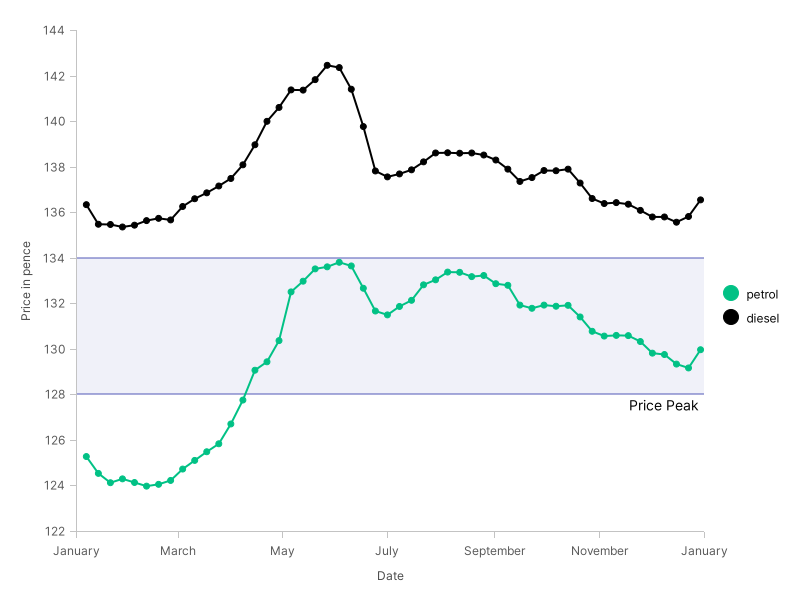 144
142
140
138
136
134
132
130
128
126
124
122
Price in pence
January March May July September November January
Date
Price Peak
petrol
diesel